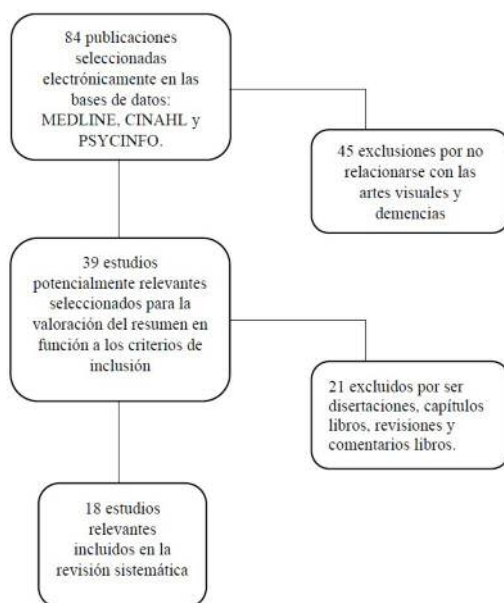 84 publicaciones
seleccionadas
electrónicamente en las
bases de datos:
MEDLINE, CINAHL y
PSYCINFO.
45 exclusiones por no
relacionarse con las
artes visuales y
demencias
39 estudios
potencialmente relevantes
seleccionados para la
valoración del resumen en
función a los criterios de
inclusión
21 excluidos por ser
disertaciones, capítulos
libros, revisiones y
comentarios libros.
18 estudios
relevantes
incluidos en la
revisión sistemática